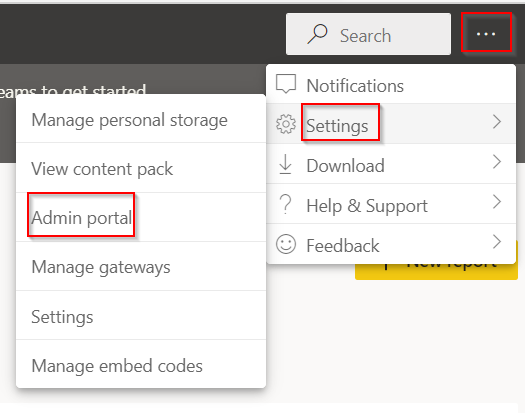 Search
...
eams to get started
Notifications
Settings
Download
Help & Support
Feedback
Manage personal storage
View content pack
Admin portal
Manage gateways
Settings
Manage embed codes
New report